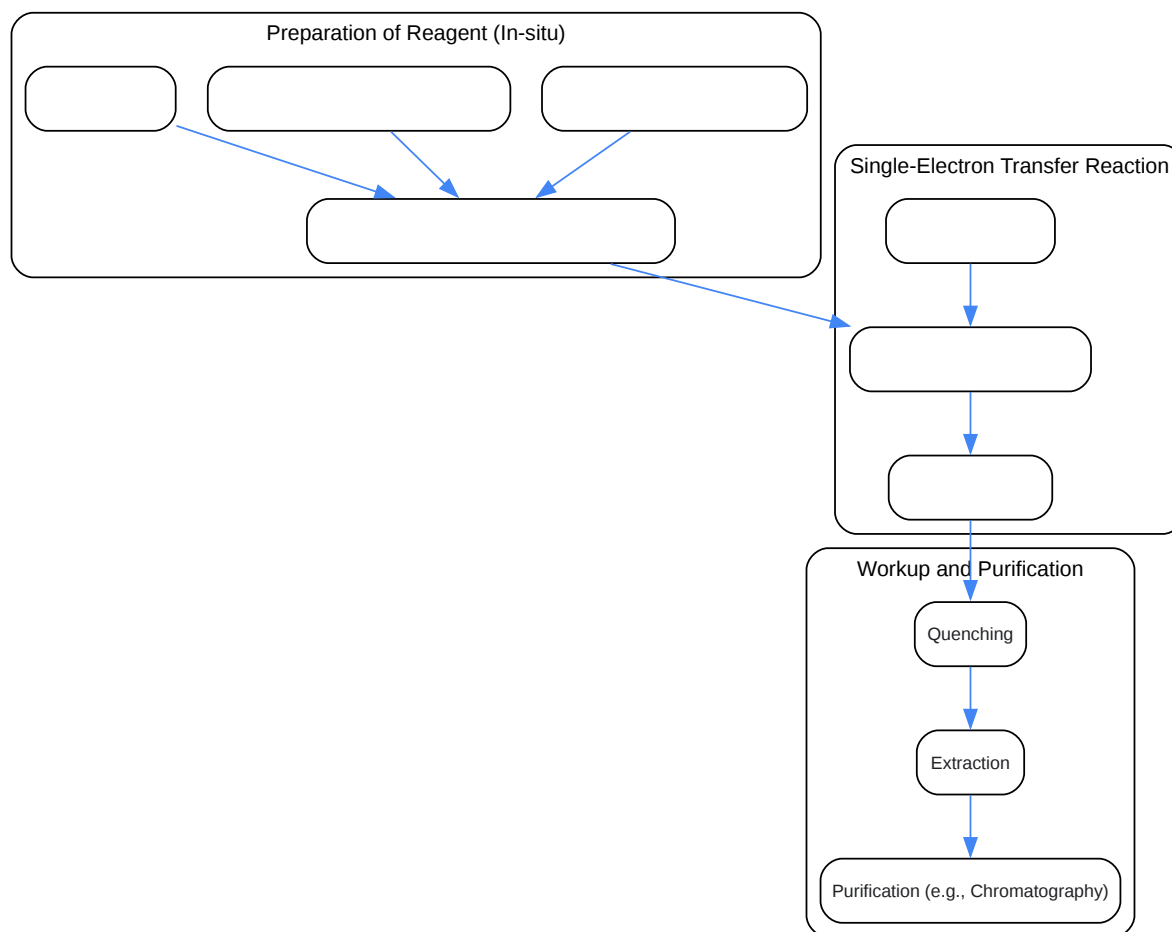 Preparation of Reagent (In-situ)
Single-Electron Transfer Reaction
Workup and Purification
Quenching
Extraction
Purification (e.g., Chromatography)